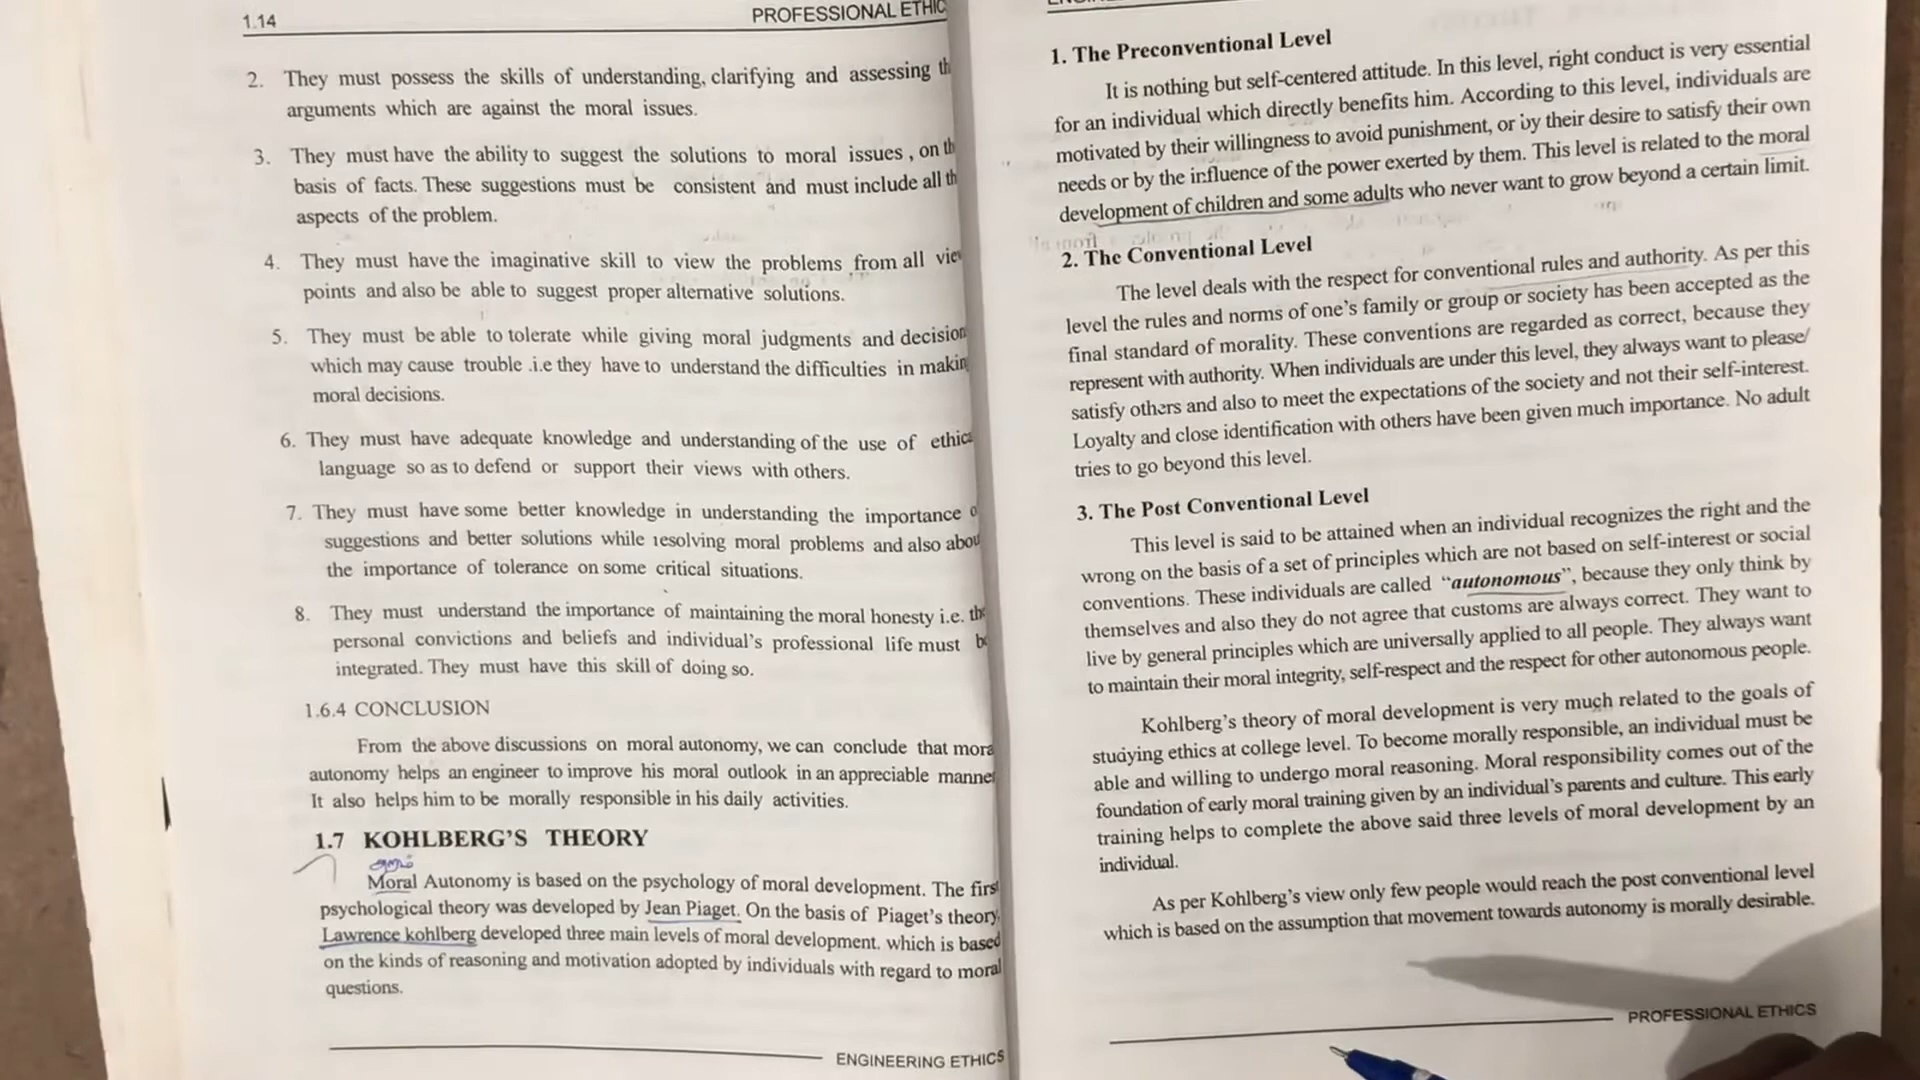 1.14
PROFESSIONAL ETHIC
2. They must possess the skills of understanding, clarifying and assessing th
arguments which are against the moral issues.
3. They must have the ability to suggest the solutions to moral issues , on th
basis of facts. These suggestions must be consistent and must include all th
aspects of the problem.
4. They must have the imaginative skill to view the problems from all vie
points and also be able to suggest proper alternative solutions.
5. They must be able to tolerate while giving moral judgments and decision
which may cause trouble .i.e they have to understand the difficulties in makin
moral decisions.
6. They must have adequate knowledge and understanding of the use of ethic
language so as to defend or support their views with others.
7. They must have some better knowledge in understanding the importance o
suggestions and better solutions while resolving moral problems and also abou
the importance of tolerance on some critical situations.
8. They must understand the importance of maintaining the moral honesty i.e. the
personal convictions and beliefs and individual's professional life must be
integrated. They must have this skill of doing so.
1.6.4 CONCLUSION
From the above discussions on moral autonomy, we can conclude that mora
autonomy helps an engineer to improve his moral outlook in an appreciable manner
It also helps him to be morally responsible in his daily activities.
1.7 KOHLBERG'S THEORY
அறம்
Moral Autonomy is based on the psychology of moral development. The first
psychological theory was developed by Jean Piaget. On the basis of Piaget's theory,
Lawrence kohlberg developed three main levels of moral development. which is based
on the kinds of reasoning and motivation adopted by individuals with regard to moral
questions.
ENGINEERING ETHICS
1. The Preconventional Level
It is nothing but self-centered attitude. In this level, right conduct is very essential
for an individual which directly benefits him. According to this level, individuals are
motivated by their willingness to avoid punishment, or by their desire to satisfy their own
needs or by the influence of the power exerted by them. This level is related to the moral
development of children and some adults who never want to grow beyond a certain limit.
2. The Conventional Level
The level deals with the respect for conventional rules and authority. As per this
level the rules and norms of one's family or group or society has been accepted as the
final standard of morality. These conventions are regarded as correct, because they
represent with authority. When individuals are under this level, they always want to please/
satisfy others and also to meet the expectations of the society and not their self-interest.
Loyalty and close identification with others have been given much importance. No adult
tries to go beyond this level.
3. The Post Conventional Level
This level is said to be attained when an individual recognizes the right and the
wrong on the basis of a set of principles which are not based on self-interest or social
conventions. These individuals are called "autonomous", because they only think by
themselves and also they do not agree that customs are always correct. They want to
live by general principles which are universally applied to all people. They always want
to maintain their moral integrity, self-respect and the respect for other autonomous people.
Kohlberg's theory of moral development is very much related to the goals of
studying ethics at college level. To become morally responsible, an individual must be
able and willing to undergo moral reasoning. Moral responsibility comes out of the
foundation of early moral training given by an individual's parents and culture. This early
training helps to complete the above said three levels of moral development by an
individual.
As per Kohlberg's view only few people would reach the post conventional level
which is based on the assumption that movement towards autonomy is morally desirable.
PROFESSIONAL ETHICS